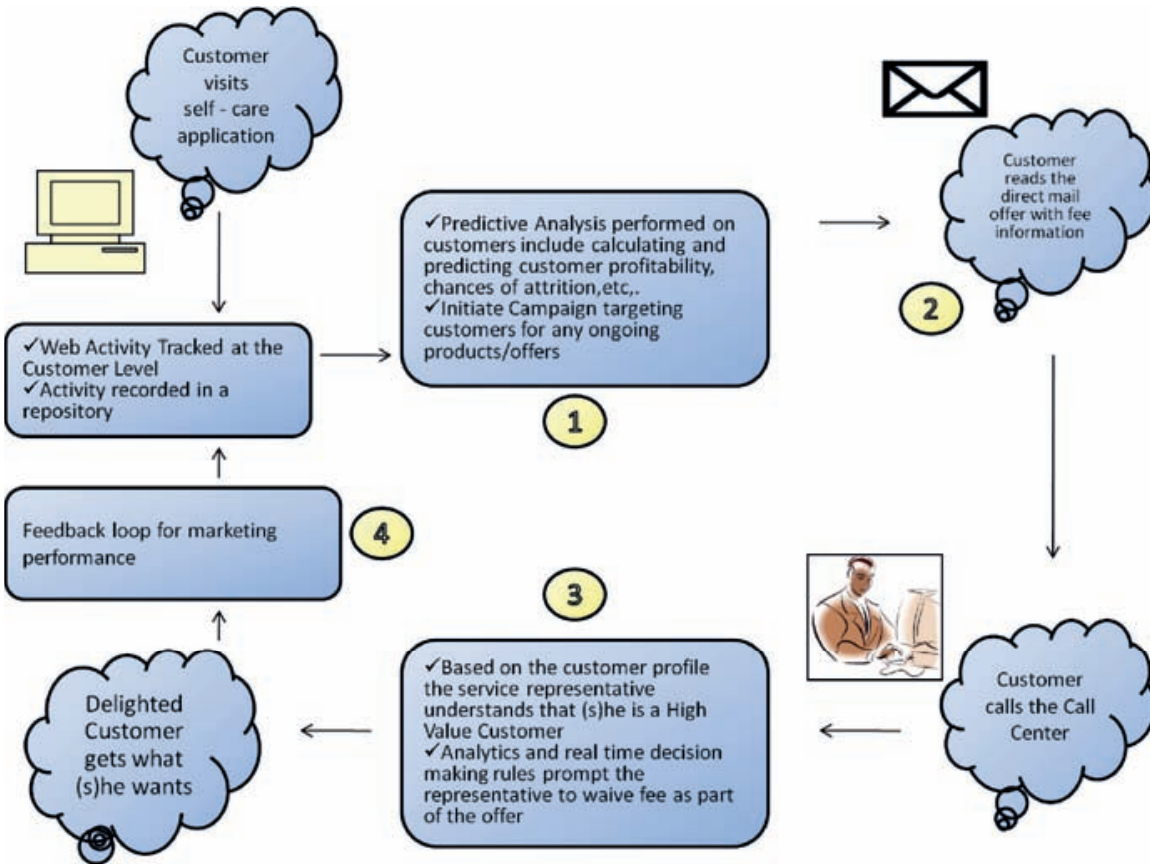 Customer
visits
self - care
application
✓Web Activity Tracked at the
Customer Level
✓Activity recorded in a
repository
✓Predictive Analysis performed on
customers include calculating and
predicting customer profitability,
chances of attrition,etc,.
✓Initiate Campaign targeting
customers for any ongoing
products/offers
1
Customer
reads the
direct mail
offer with fee
information
2
Customer
calls the Call
Center
3
✓Based on the customer profile
the service representative
understands that (s)he is a High
Value Customer
✓Analytics and real time decision
making rules prompt the
representative to waive fee as part
of the offer
Delighted
Customer
gets what
(s)he wants
Feedback loop for marketing
performance
4